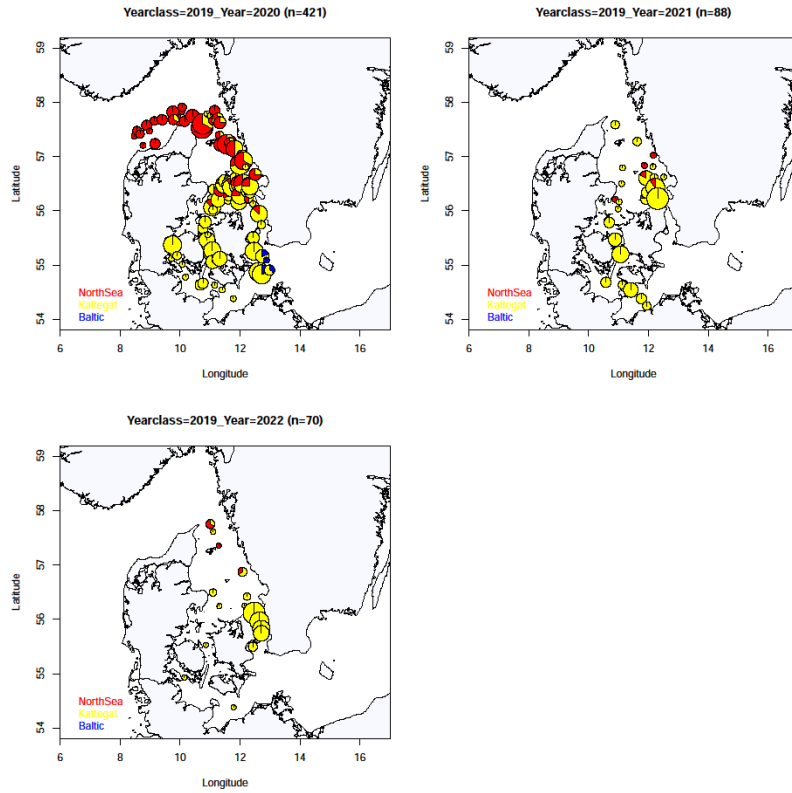 Yearclass=2019_Year=2020 (n=421)
Latitude
59
58
57
56
55
54
NorthSea
Kattegat
Baltic
6 8 10 12 14 16
Longitude
Yearclass=2019_Year=2021 (n=88)
Latitude
59
58
57
56
55
54
NorthSea
Kattegat
Baltic
6 8 10 12 14 16
Longitude
Yearclass=2019_Year=2022 (n=70)
Latitude
59
58
57
56
55
54
NorthSea
Kattegat
Baltic
6 8 10 12 14 16
Longitude